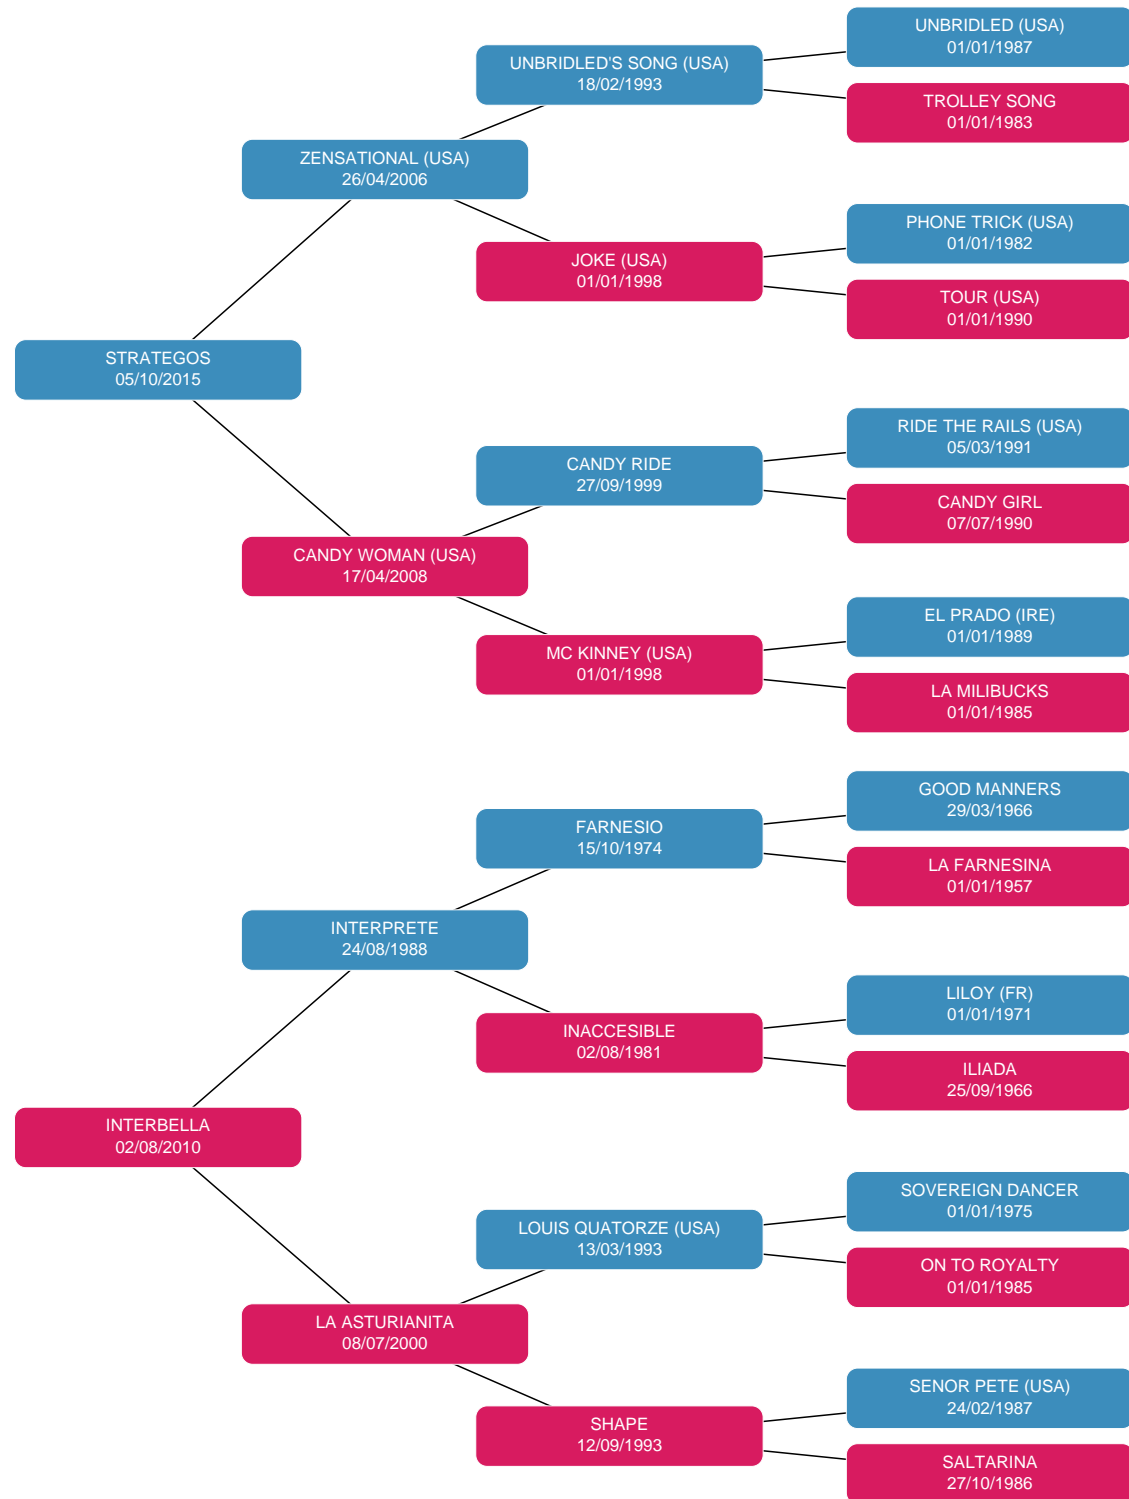 UNBRIDLED (USA)
01/01/1987
UNBRIDLED'S SONG (USA)
18/02/1993
TROLLEY SONG
01/01/1983
ZENSATIONAL (USA)
26/04/2006
PHONE TRICK (USA)
01/01/1982
JOKE (USA)
01/01/1998
TOUR (USA)
01/01/1990
STRATEGOS
05/10/2015
RIDE THE RAILS (USA)
05/03/1991
CANDY RIDE
27/09/1999
CANDY GIRL
07/07/1990
CANDY WOMAN (USA)
17/04/2008
EL PRADO (IRE)
01/01/1989
MC KINNEY (USA)
01/01/1998
LA MILIBUCKS
01/01/1985
GOOD MANNERS
29/03/1966
FARNESIO
15/10/1974
LA FARNESINA
01/01/1957
INTERPRETE
24/08/1988
LILOY (FR)
01/01/1971
INACCESIBLE
02/08/1981
ILIADA
25/09/1966
INTERBELLA
02/08/2010
SOVEREIGN DANCER
01/01/1975
LOUIS QUATORZE (USA)
13/03/1993
ON TO ROYALTY
01/01/1985
LA ASTURIANITA
08/07/2000
SENOR PETE (USA)
24/02/1987
SHAPE
12/09/1993
SALTARINA
27/10/1986